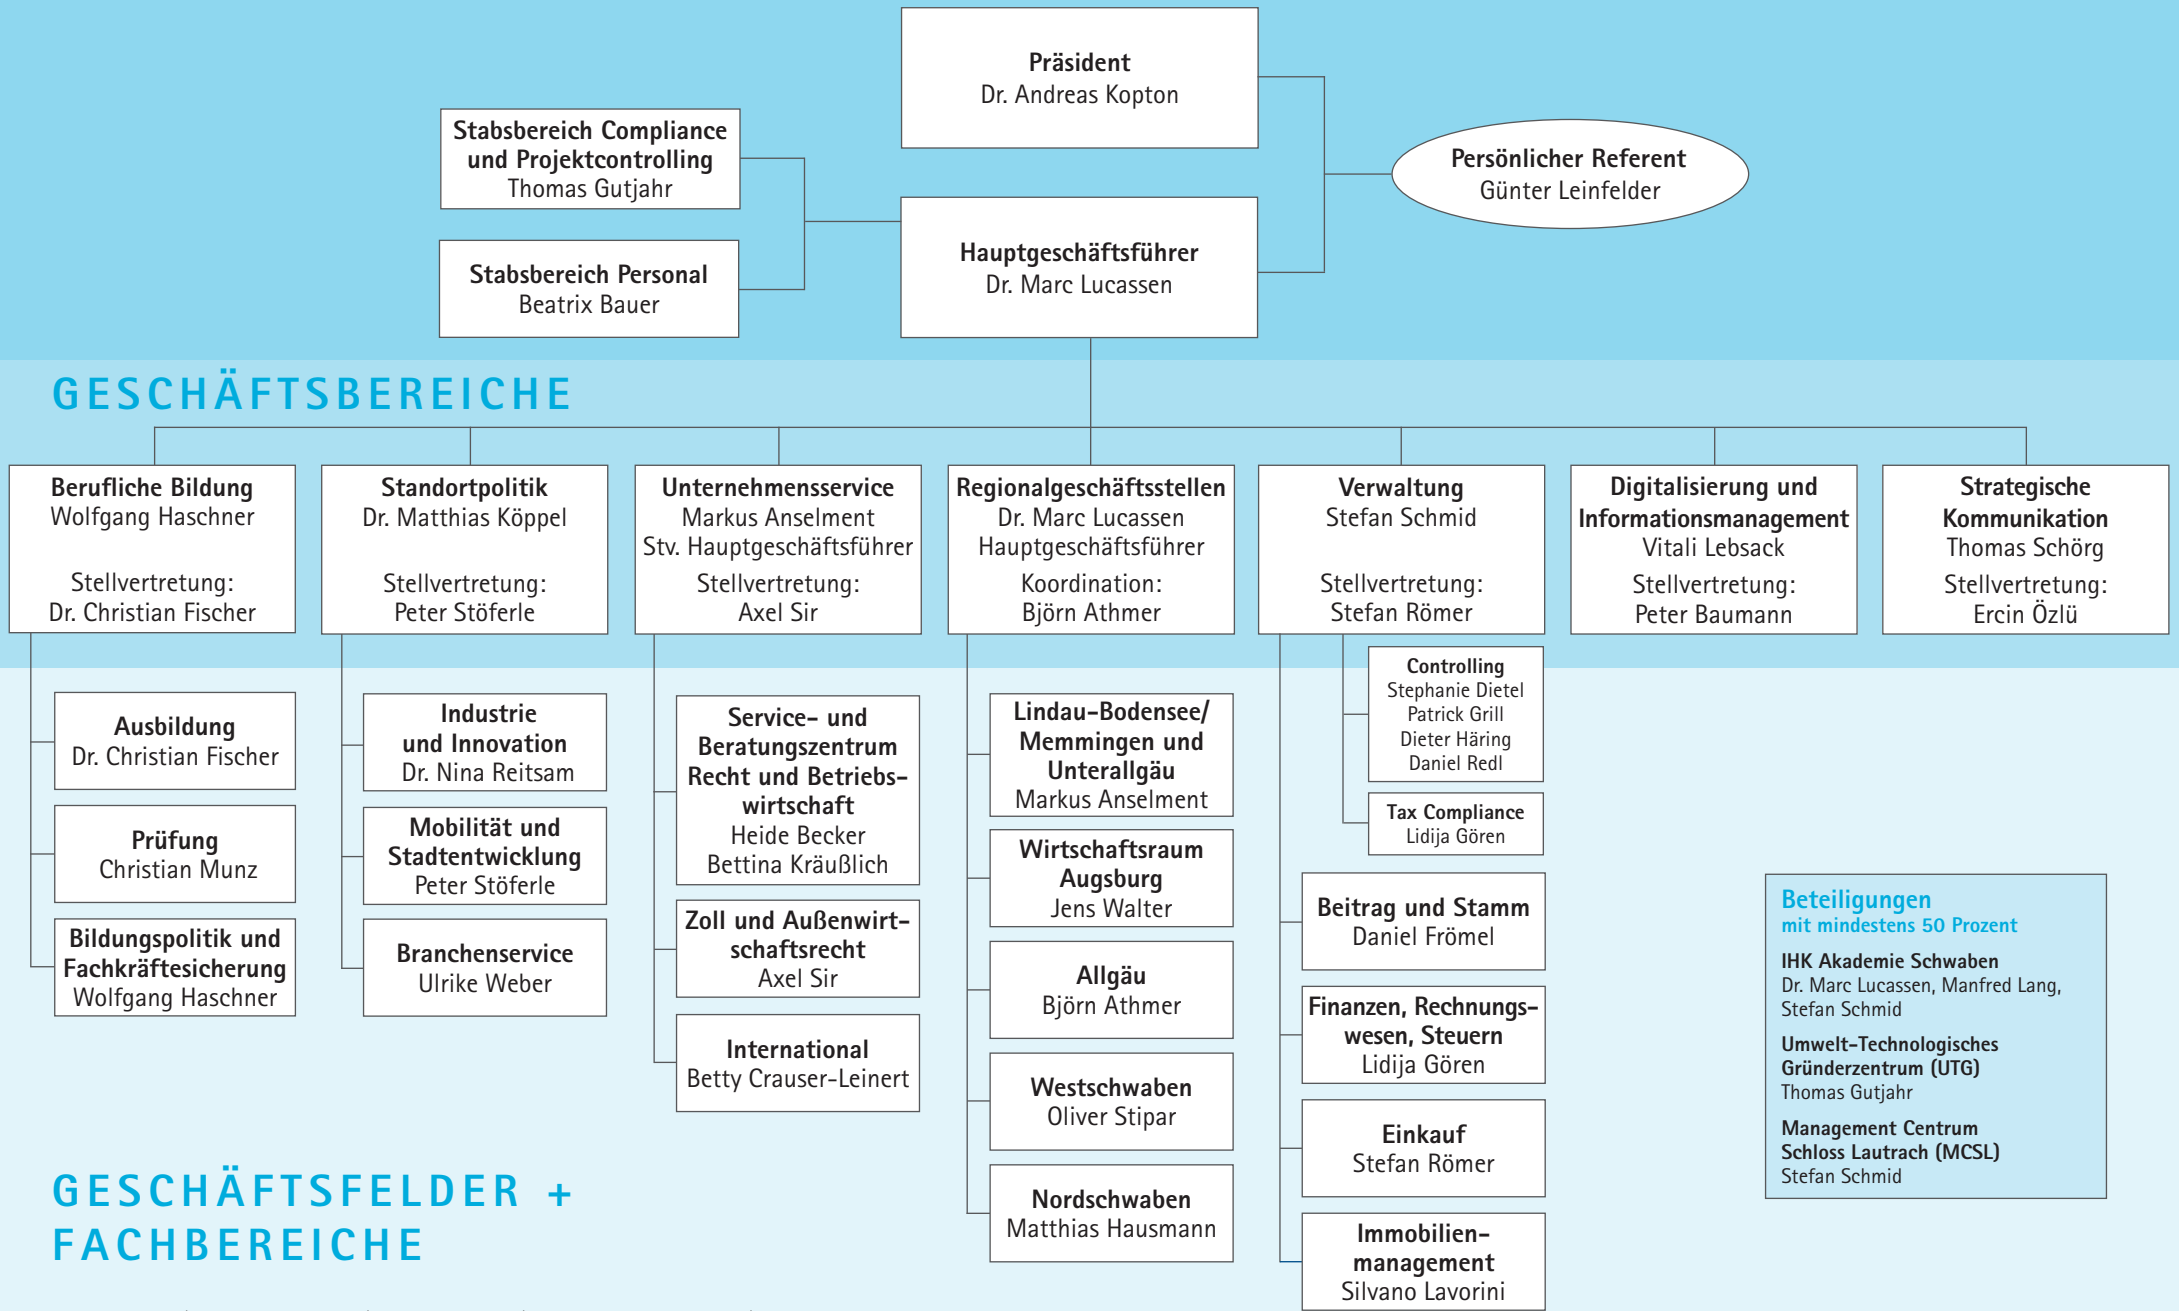 Präsident
Dr. Andreas Kopton
Stabsbereich Compliance
und Projektcontrolling
Thomas Gutjahr
Persönlicher Referent
Günter Leinfelder
Hauptgeschäftsführer
Dr. Marc Lucassen
Stabsbereich Personal
Beatrix Bauer
GESCHÄFTSBEREICHE
Berufliche Bildung
Wolfgang Haschner
Stellvertretung:
Dr. Christian Fischer
Standortpolitik
Dr. Matthias Köppel
Stellvertretung:
Peter Stöferle
Unternehmensservice
Markus Anselment
Stv. Hauptgeschäftsführer
Stellvertretung:
Axel Sir
Regionalgeschäftsstellen
Dr. Marc Lucassen
Hauptgeschäftsführer
Koordination:
Björn Athmer
Verwaltung
Stefan Schmid
Stellvertretung:
Stefan Römer
Digitalisierung und
Informationsmanagement
Vitali Lebsack
Stellvertretung:
Peter Baumann
Strategische
Kommunikation
Thomas Schörg
Stellvertretung:
Ercin Özlü
Ausbildung
Dr. Christian Fischer
Prüfung
Christian Munz
Bildungspolitik und
Fachkräftesicherung
Wolfgang Haschner
Industrie
und Innovation
Dr. Nina Reitsam
Mobilität und
Stadtentwicklung
Peter Stöferle
Branchenservice
Ulrike Weber
Service- und
Beratungszentrum
Recht und Betriebs-
wirtschaft
Heide Becker
Bettina Kräußlich
Zoll und Außenwirt-
schaftsrecht
Axel Sir
International
Betty Crauser-Leinert
Lindau-Bodensee/
Memmingen und
Unterallgäu
Markus Anselment
Wirtschaftsraum
Augsburg
Jens Walter
Allgäu
Björn Athmer
Westschwaben
Oliver Stipar
Nordschwaben
Matthias Hausmann
Controlling
Stephanie Dietel
Patrick Grill
Dieter Häring
Daniel Redl
Tax Compliance
Lidija Gören
Beitrag und Stamm
Daniel Frömel
Finanzen, Rechnungs-
wesen, Steuern
Lidija Gören
Einkauf
Stefan Römer
Immobilien-
management
Silvano Lavorini
Beteiligungen
mit mindestens 50 Prozent
IHK Akademie Schwaben
Dr. Marc Lucassen, Manfred Lang,
Stefan Schmid
Umwelt-Technologisches
Gründerzentrum (UTG)
Thomas Gutjahr
Management Centrum
Schloss Lautrach (MCSL)
Stefan Schmid
GESCHÄFTSFELDER +
FACHBEREICHE